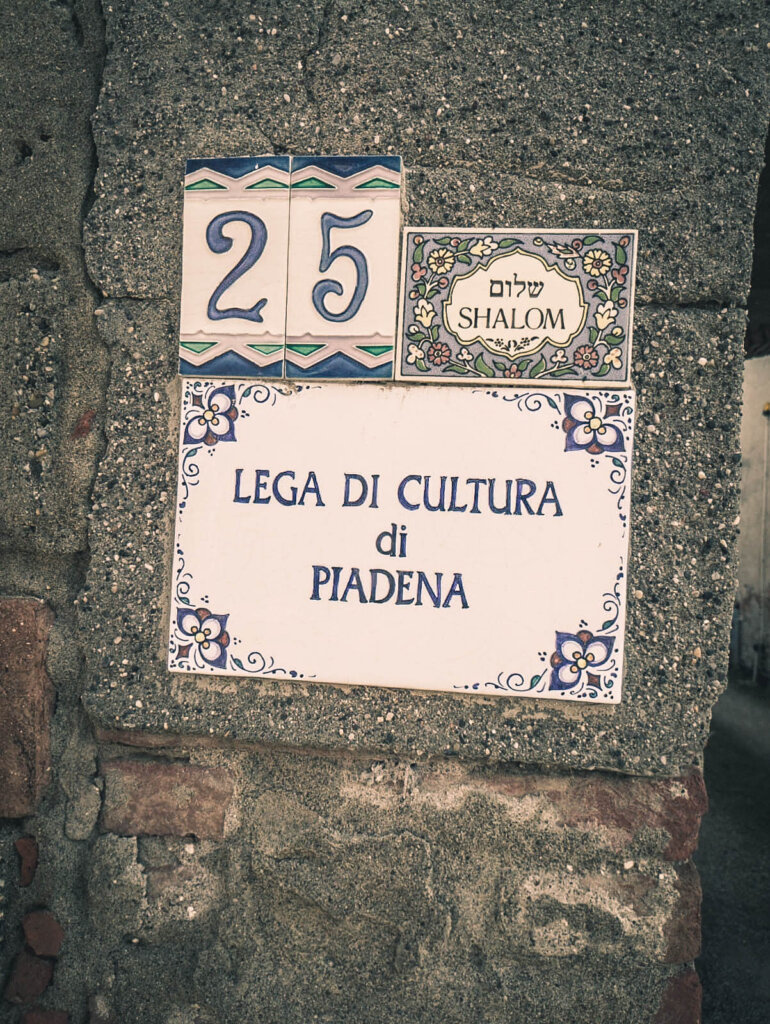 25
שלום
SHALOM
LEGA DI CULTURA
di
PIADENA